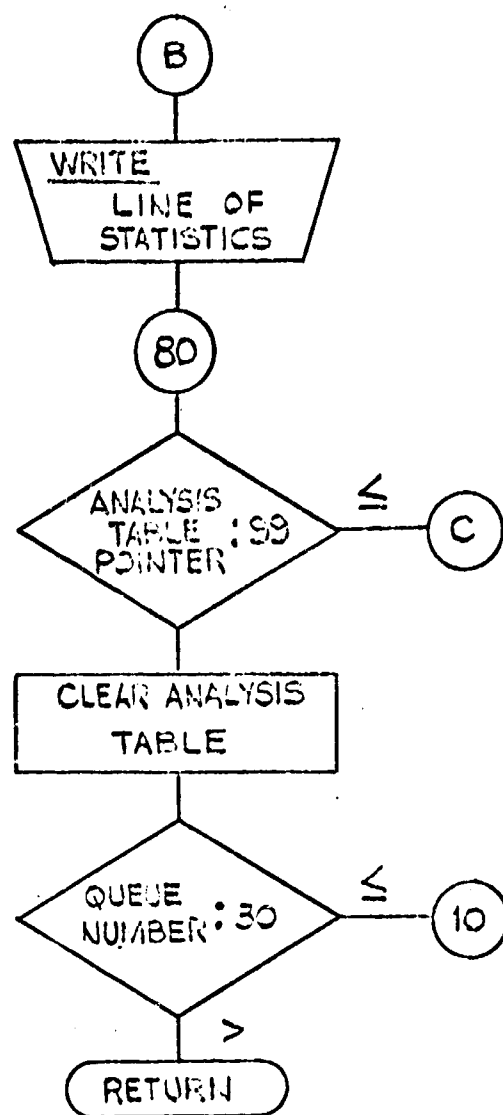 B
WRITE
LINE OF
STATISTICS
80
ANALYSIS
TABLE
POINTER : 99
≤
C
CLEAR ANALYSIS
TABLE
QUEUE
NUMBER : 30
≤
10
>
RETURN